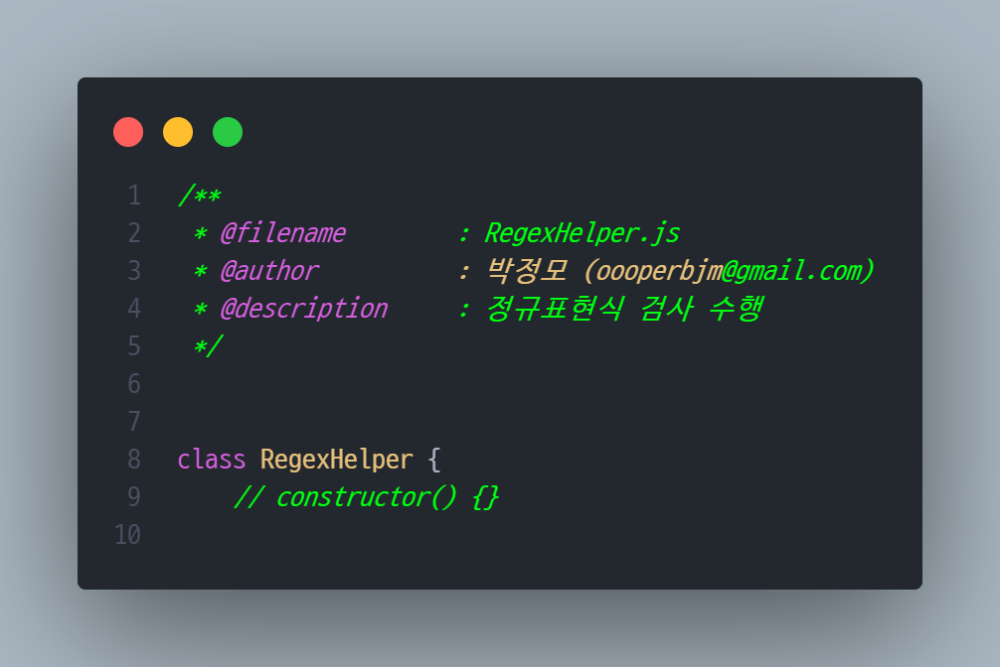 1 /**
2  * @filename        : RegexHelper.js
3  * @author          : 박정모 (oooperbjm@gmail.com)
4  * @description     : 정규표현식 검사 수행
5  */
6
7
8 class RegexHelper {
9     // constructor() {}
10